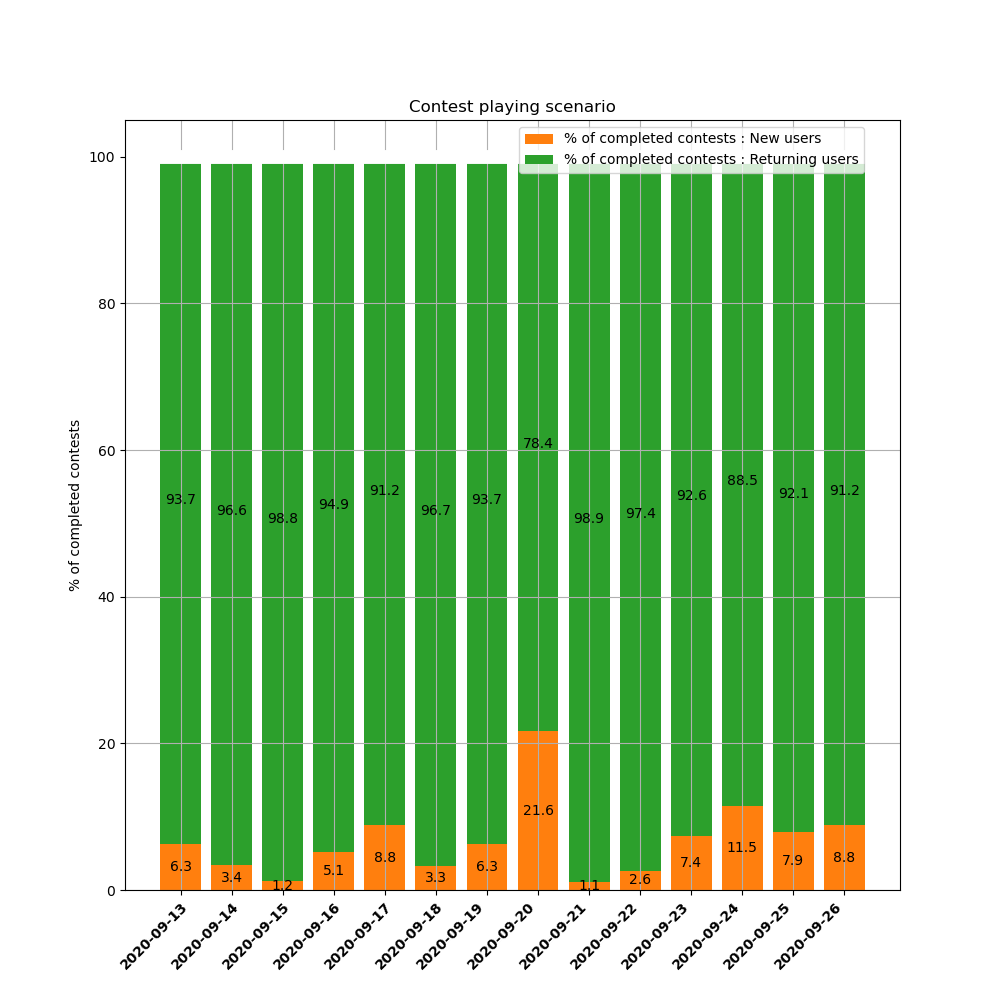 Contest playing scenario
% of completed contests : New users
% of completed contests : Returning users
% of completed contests
100
80
60
40
20
0
93.7 96.6 98.8 94.9 91.2 96.7 93.7 78.4 98.9 97.4 92.6 88.5 92.1 91.2
6.3 3.4 1.2 5.1 8.8 3.3 6.3 21.6 1.1 2.6 7.4 11.5 7.9 8.8
2020-09-13 2020-09-14 2020-09-15 2020-09-16 2020-09-17 2020-09-18 2020-09-19 2020-09-20 2020-09-21 2020-09-22 2020-09-23 2020-09-24 2020-09-25 2020-09-26